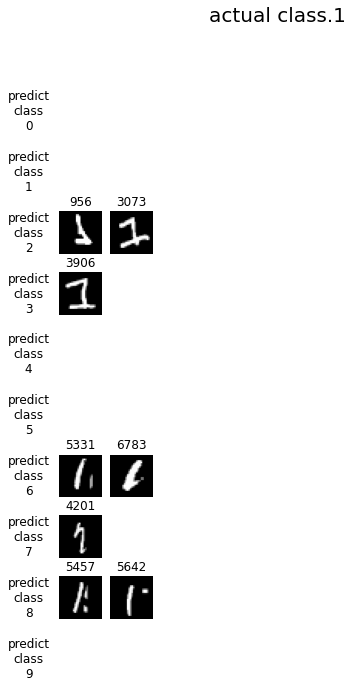 actual class.1
predict
class
0
predict
class
1
956 3073
predict
class
2
3906
predict
class
3
predict
class
4
predict
class
5
5331 6783
predict
class
6
4201
predict
class
7
5457 5642
predict
class
8
predict
class
9